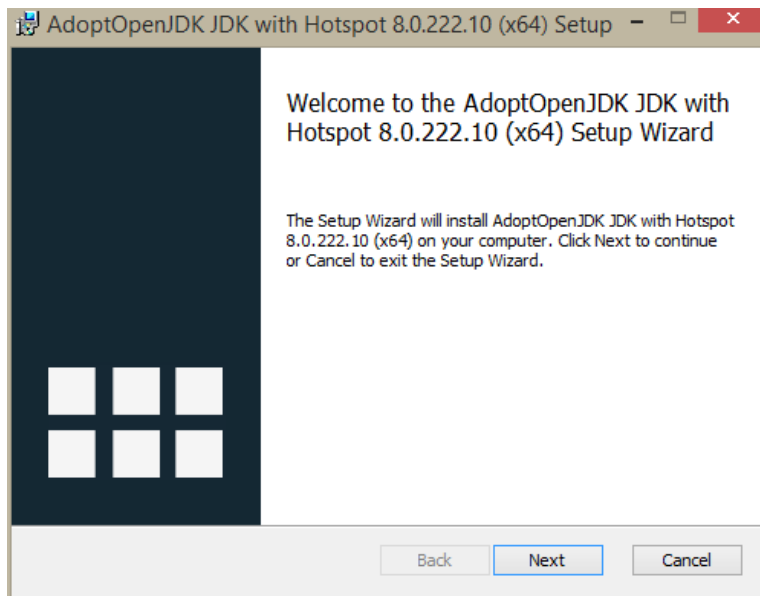 AdoptOpenJDK JDK with Hotspot 8.0.222.10 (x64) Setup
Welcome to the AdoptOpenJDK JDK with
Hotspot 8.0.222.10 (x64) Setup Wizard
The Setup Wizard will install AdoptOpenJDK JDK with Hotspot
8.0.222.10 (x64) on your computer. Click Next to continue
or Cancel to exit the Setup Wizard.
Back Next Cancel